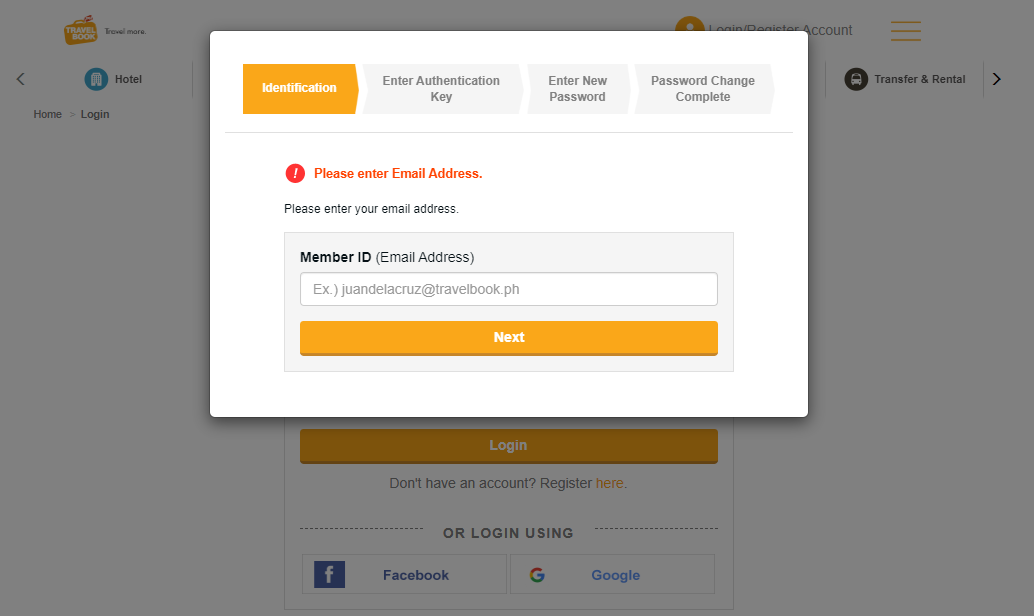 TRAVEL
BOOK
Travel more.
Login/Register Account
Hotel
Transfer & Rental
Home > Login
Identification
Enter Authentication
Key
Enter New
Password
Password Change
Complete
! Please enter Email Address.
Please enter your email address.
Member ID (Email Address)
Ex.) juandelacruz@travelbook.ph
Next
Login
Don't have an account? Register here.
OR LOGIN USING
f Facebook
G Google